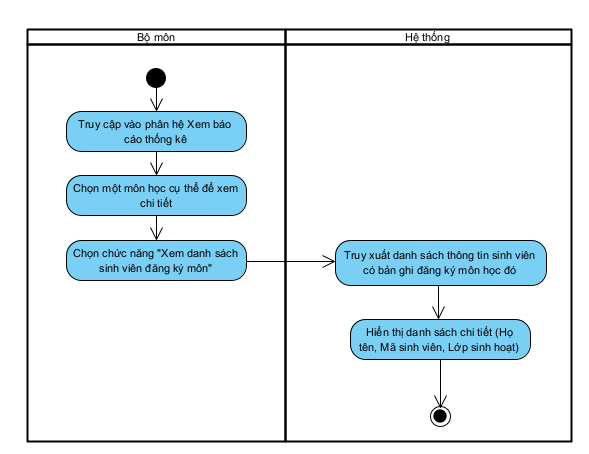 Bộ môn
Hệ thống
Truy cập vào phân hệ Xem báo
cáo thống kê
Chọn một môn học cụ thể để xem
chi tiết
Chọn chức năng "Xem danh sách
sinh viên đăng ký môn"
Truy xuất danh sách thông tin sinh viên
có bản ghi đăng ký môn học đó
Hiển thị danh sách chi tiết (Họ
tên, Mã sinh viên, Lớp sinh hoạt)